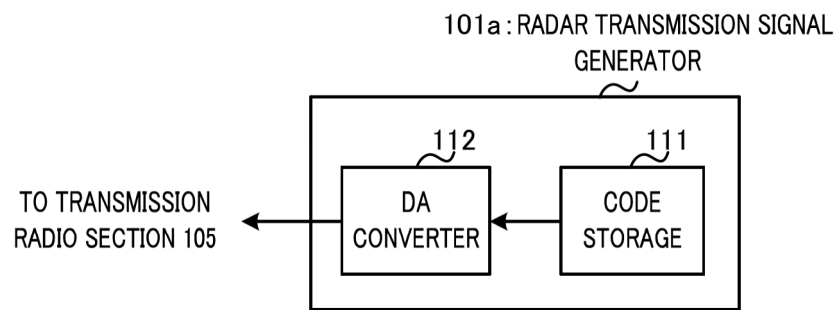 101a:RADAR TRANSMISSION SIGNAL
GENERATOR
112
111
TO TRANSMISSION
RADIO SECTION 105
DA
CONVERTER
CODE
STORAGE